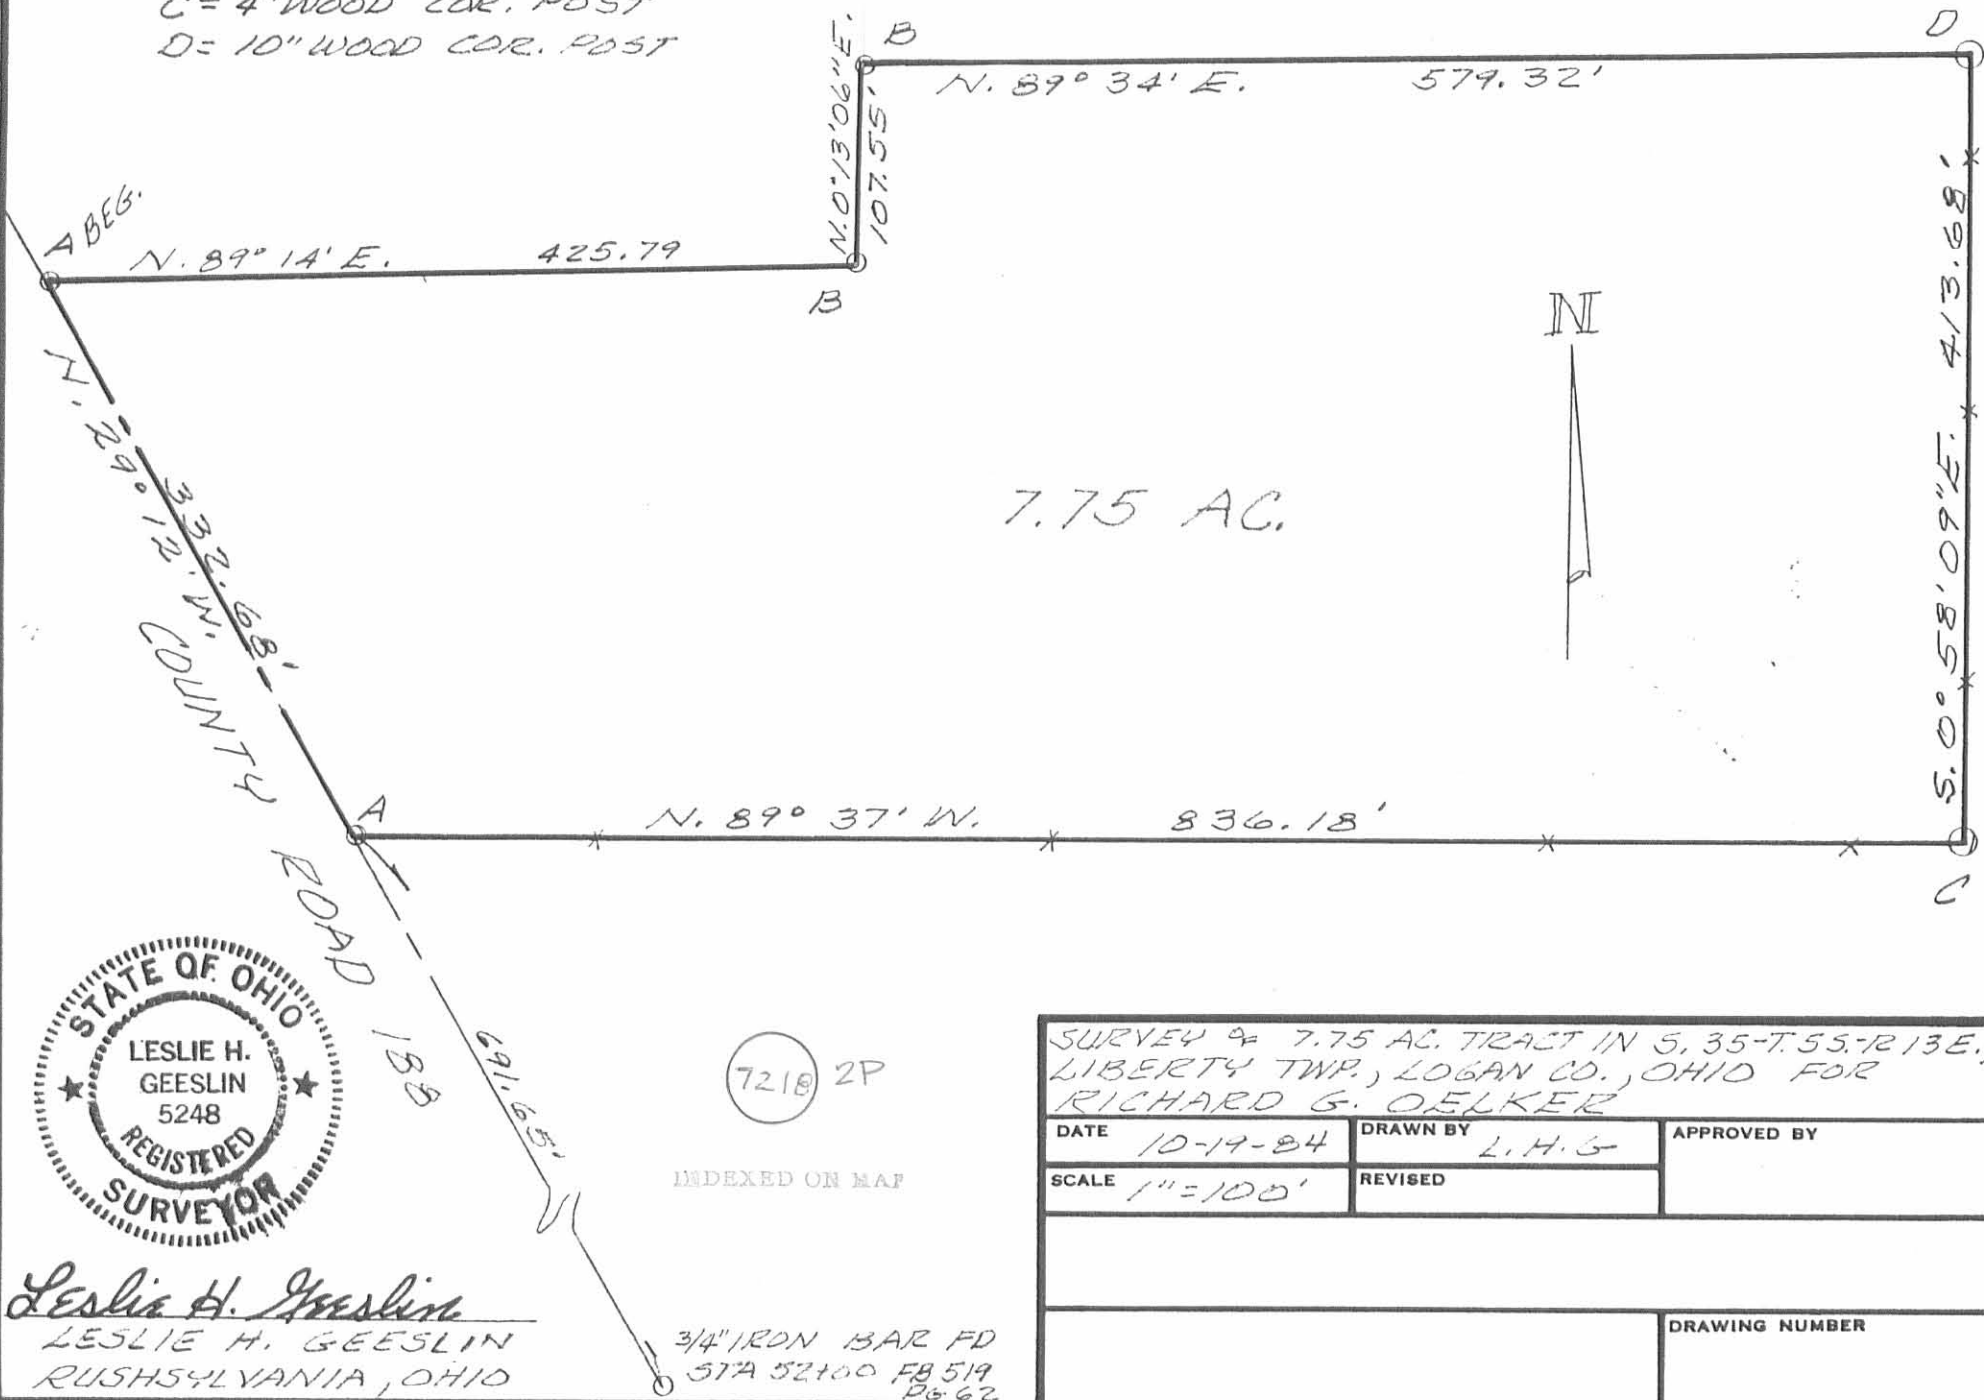 C = 4" WOOD COR. POST
D = 10" WOOD COR. POST
B
D
N. 89° 34' E. 579.32'
N. 0° 13' 06" E.
107.55'
A BEG.
N. 89° 14' E. 425.79
B
S. 0° 58' 09" E. 413.68'
N
7.75 AC.
N. 29° 12' W.
332.68'
COUNTY ROAD 188
A
N. 89° 37' W. 836.18'
C
691.65'
STATE OF OHIO
LESLIE H.
GEESLIN
5248
REGISTERED
SURVEYOR
7218 2P
INDEXED ON MAP
Leslie H. Geeslin
LESLIE H. GEESLIN
RUSHSYLVANIA, OHIO
3/4" IRON BAR FD
STA 52+00 FB 519
PG 62
SURVEY OF 7.75 AC. TRACT IN S. 35-T.5S.-R13E.,
LIBERTY TWP., LOGAN CO., OHIO FOR
RICHARD G. OELKER
DATE 10-19-84
DRAWN BY L.H.G
APPROVED BY
SCALE 1"=100'
REVISED
DRAWING NUMBER